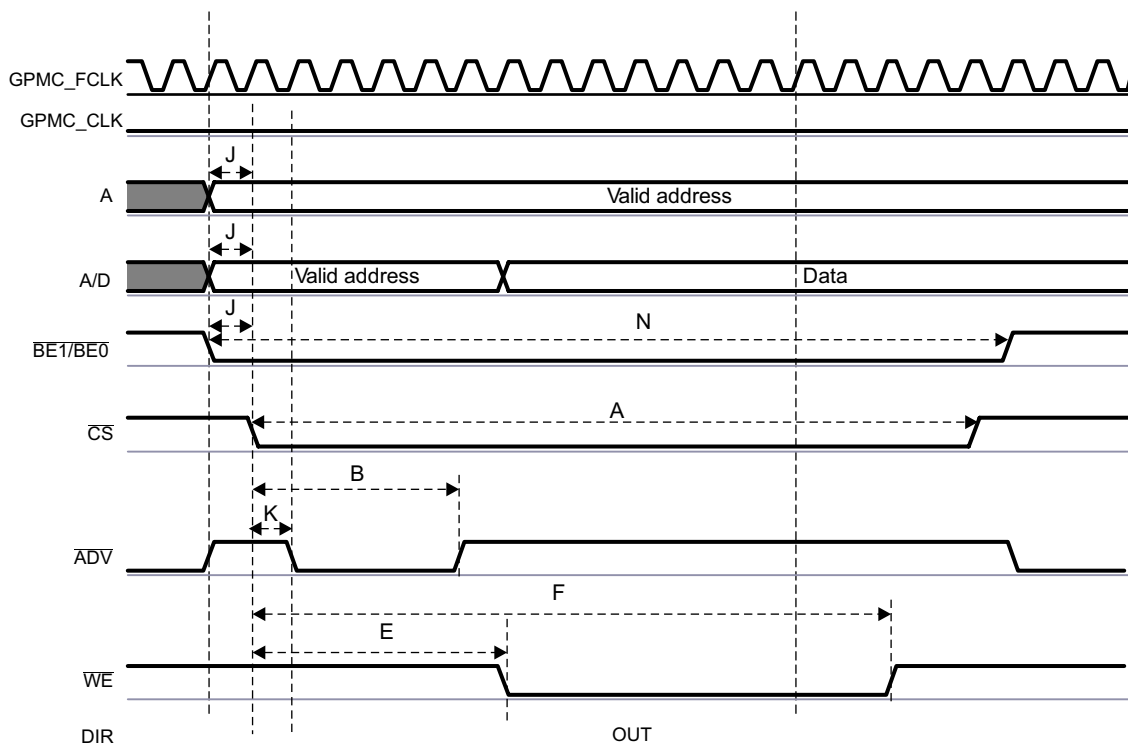 GPMC_FCLK
GPMC_CLK
J
A Valid address
J
A/D Valid address Data
J N
BE1/BE0
A
CS
B
K
ADV
F
E
WE
DIR OUT